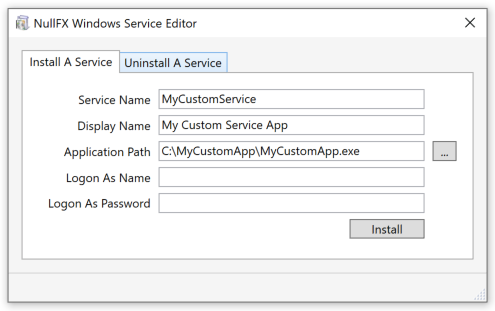 NullFX Windows Service Editor
Install A Service
Uninstall A Service
Service Name MyCustomService
Display Name My Custom Service App
Application Path C:\MyCustomApp\MyCustomApp.exe ...
Logon As Name
Logon As Password
Install